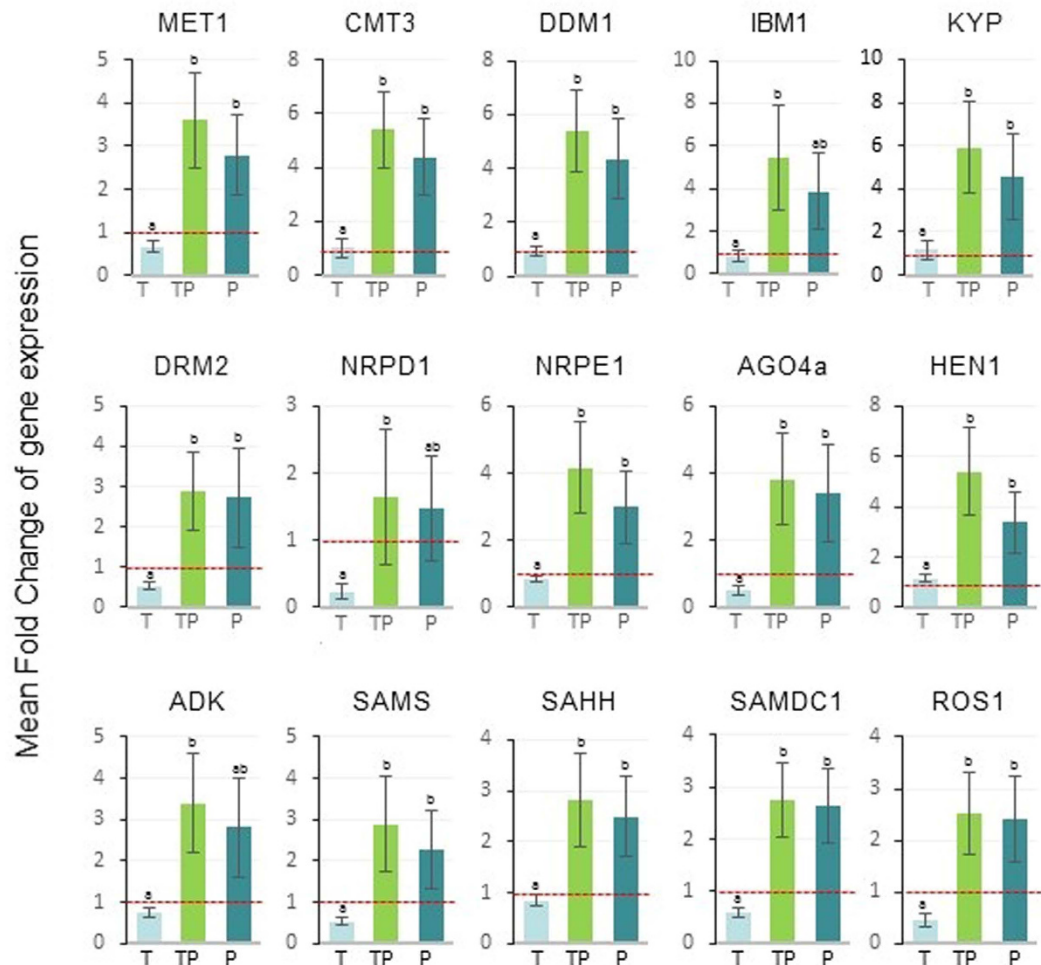 Mean Fold Change of gene expression
MET1 CMT3 DDM1 IBM1 KYP
5 4 3 2 1 0 a b b T TP P
8 6 4 2 0 a b b T TP P
8 6 4 2 0 a b b T TP P
10 8 6 4 2 0 a b ab T TP P
10 8 6 4 2 0 a b b T TP P
DRM2 NRPD1 NRPE1 AGO4a HEN1
5 4 3 2 1 0 a b b T TP P
3 2 1 0 a b ab T TP P
6 4 2 0 a b b T TP P
6 4 2 0 a b b T TP P
8 6 4 2 0 a b b T TP P
ADK SAMS SAHH SAMDC1 ROS1
5 4 3 2 1 0 a b ab T TP P
5 4 3 2 1 0 a b b T TP P
4 3 2 1 0 a b b T TP P
4 3 2 1 0 a b b T TP P
4 3 2 1 0 a b b T TP P